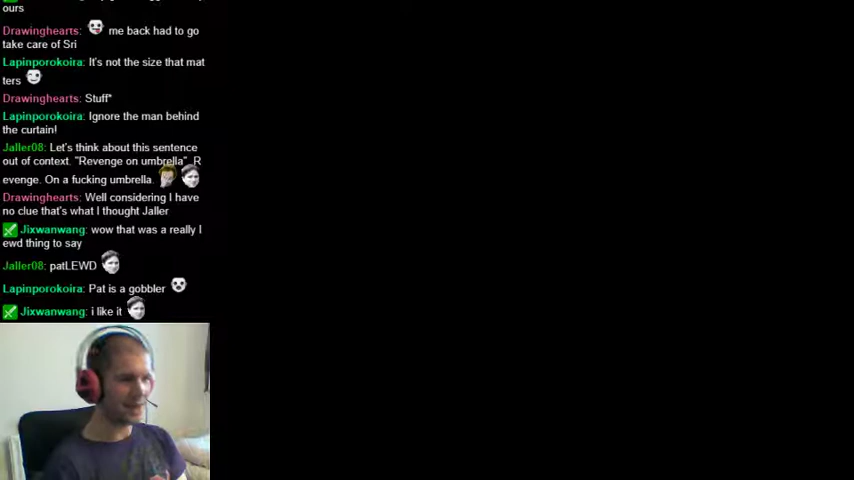 ours
Drawinghearts: me back had to go
take care of Sri
Lapinporokoira: It's not the size that mat
ters
Drawinghearts: Stuff*
Lapinporokoira: Ignore the man behind
the curtain!
Jaller08: Let's think about this sentence
out of context. "Revenge on umbrella". R
evenge. On a fucking umbrella.
Drawinghearts: Well considering I have
no clue that's what I thought Jaller
Jixwanwang: wow that was a really l
ewd thing to say
Jaller08: patLEWD
Lapinporokoira: Pat is a gobbler
Jixwanwang: i like it